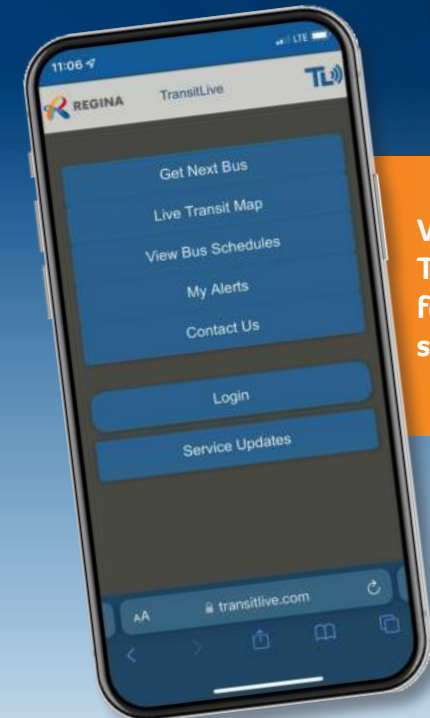 11:06
LTE
REGINA
TransitLive
TL
Get Next Bus
Live Transit Map
View Bus Schedules
My Alerts
Contact Us
Login
Service Updates
AA
transitlive.com